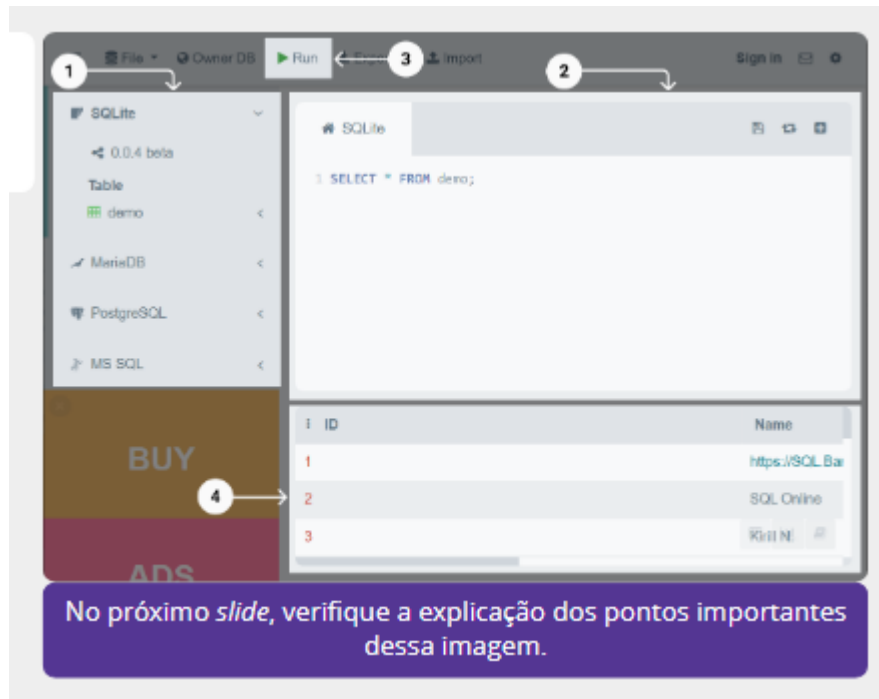 File
Owner DB
Run
3
Import
Sign in
1
2
SQLite
0.0.4 beta
Table
demo
MariaDB
PostgreSQL
MS SQL
SQLite
1 SELECT * FROM demo;
BUY
ADS
4
ID Name
1 https://SQL.Ba
2 SQL Online
3 Kirill N
No próximo slide, verifique a explicação dos pontos importantes
dessa imagem.